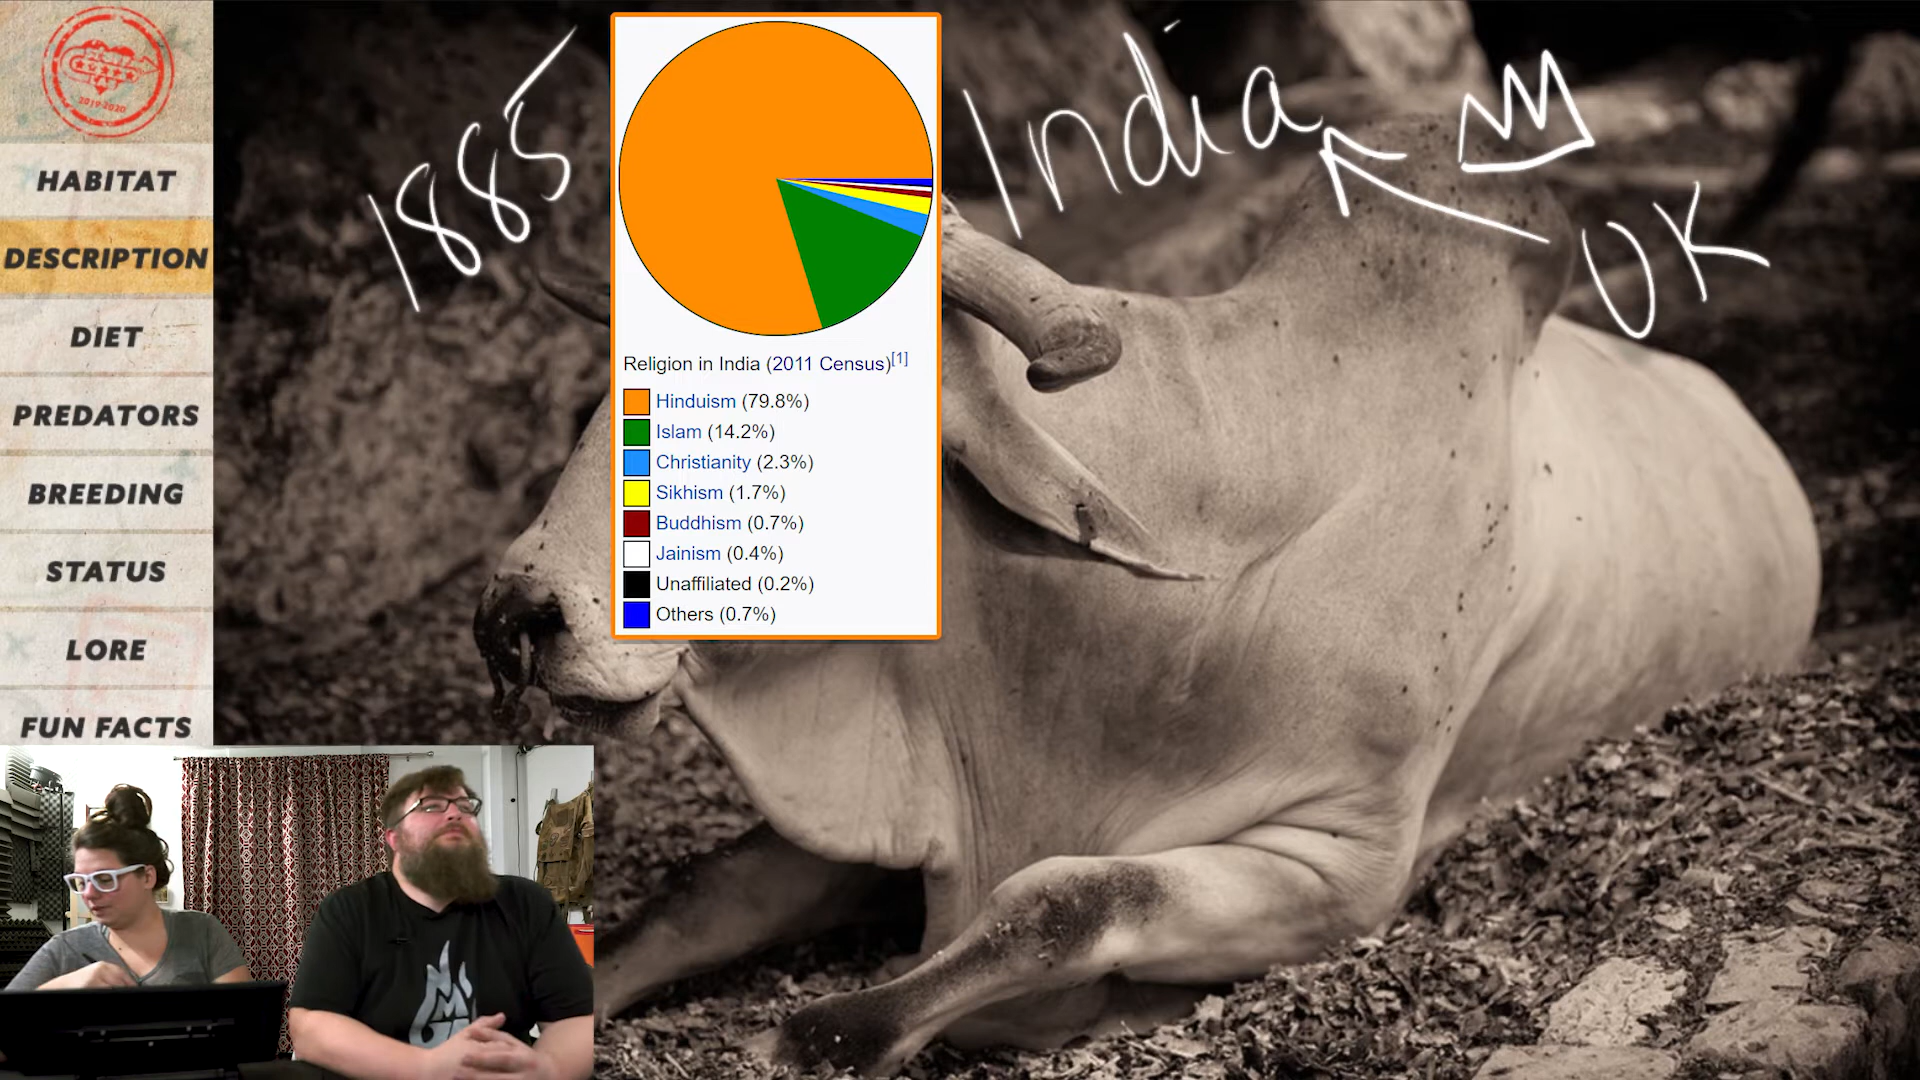 2019-2020
HABITAT
DESCRIPTION
DIET
PREDATORS
BREEDING
STATUS
LORE
FUN FACTS
1885
Religion in India (2011 Census)[1]
Hinduism (79.8%)
Islam (14.2%)
Christianity (2.3%)
Sikhism (1.7%)
Buddhism (0.7%)
Jainism (0.4%)
Unaffiliated (0.2%)
Others (0.7%)
India
UK